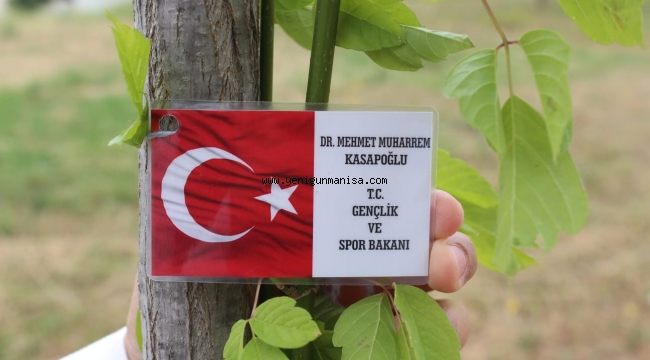 DR. MEHMET MUHARREM
KASAPOĞLU
www.yenigunmanisa.com
T.C.
GENÇLİK
VE
SPOR BAKANI